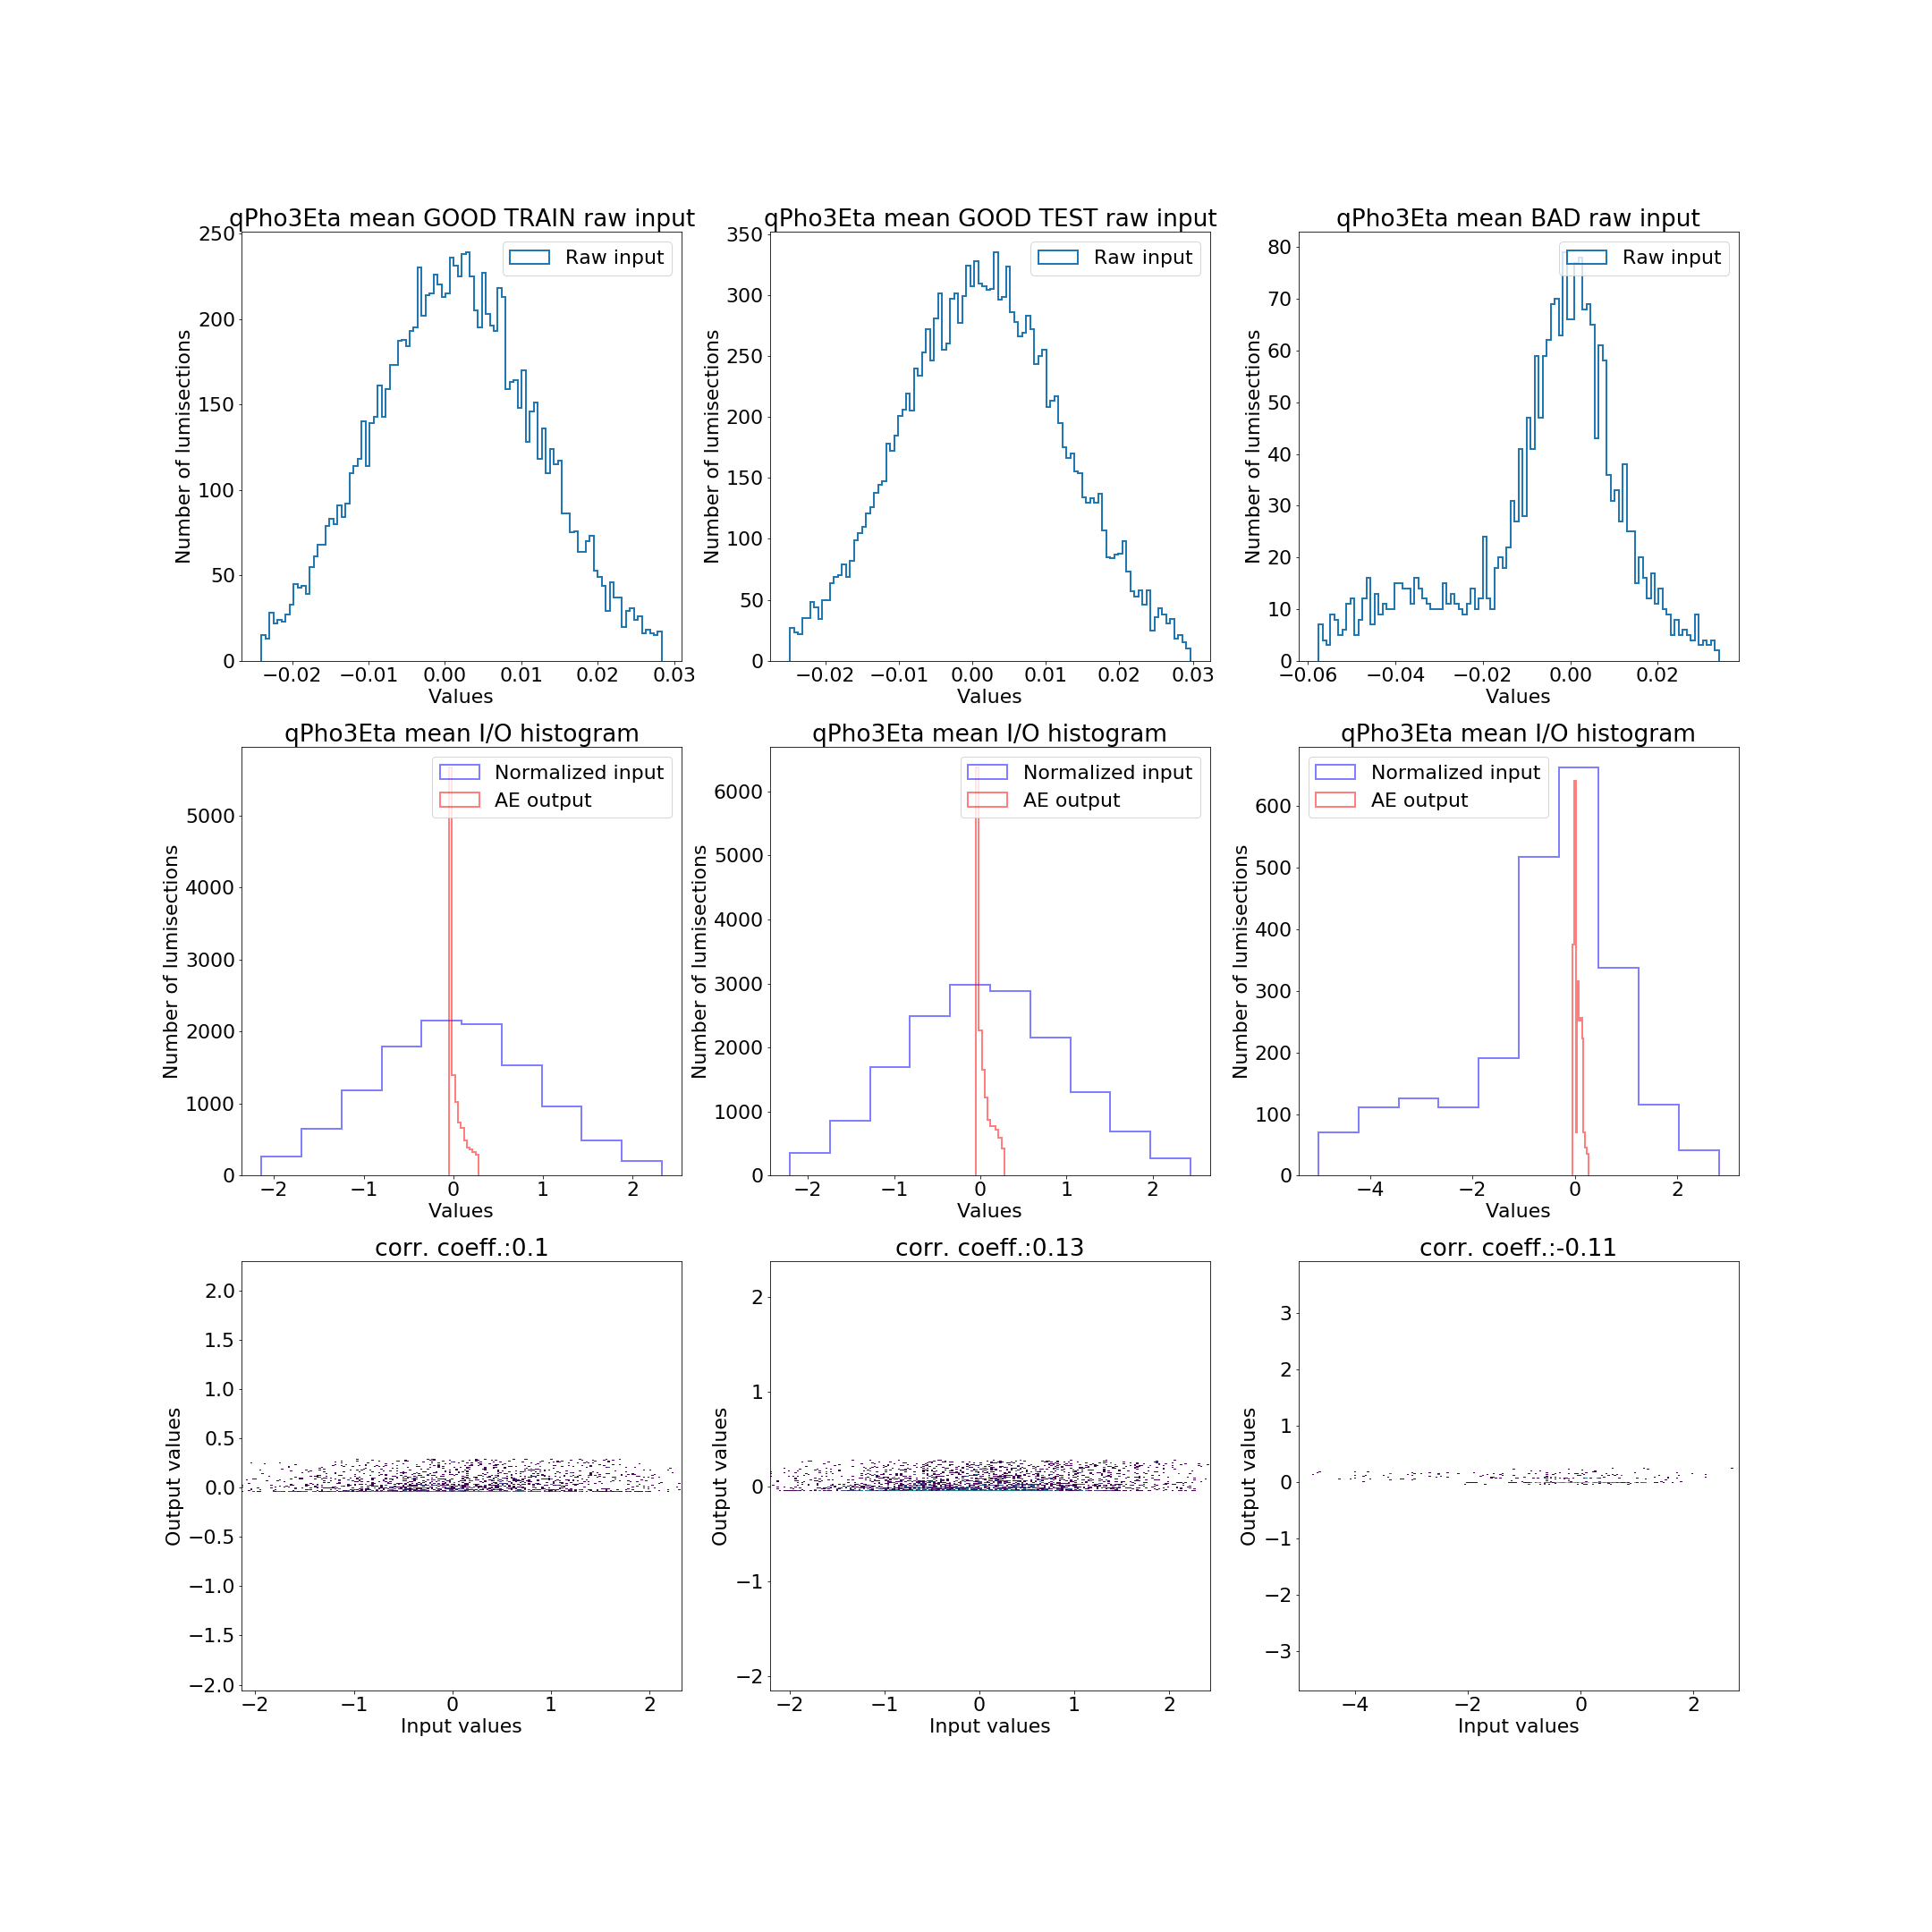 qPho3Eta mean GOOD TRAIN raw input
Raw input
Number of lumisections
250
200
150
100
50
0
−0.02 −0.01 0.00 0.01 0.02 0.03
Values
qPho3Eta mean GOOD TEST raw input
Raw input
Number of lumisections
350
300
250
200
150
100
50
0
−0.02 −0.01 0.00 0.01 0.02 0.03
Values
qPho3Eta mean BAD raw input
Raw input
Number of lumisections
80
70
60
50
40
30
20
10
0
−0.06 −0.04 −0.02 0.00 0.02
Values
qPho3Eta mean I/O histogram
Normalized input
AE output
Number of lumisections
5000
4000
3000
2000
1000
0
−2 −1 0 1 2
Values
qPho3Eta mean I/O histogram
Normalized input
AE output
Number of lumisections
6000
5000
4000
3000
2000
1000
0
−2 −1 0 1 2
Values
qPho3Eta mean I/O histogram
Normalized input
AE output
Number of lumisections
600
500
400
300
200
100
0
−4 −2 0 2
Values
corr. coeff.:0.1
Output values
2.0
1.5
1.0
0.5
0.0
−0.5
−1.0
−1.5
−2.0
−2 −1 0 1 2
Input values
corr. coeff.:0.13
Output values
2
1
0
−1
−2
−2 −1 0 1 2
Input values
corr. coeff.:-0.11
Output values
3
2
1
0
−1
−2
−3
−4 −2 0 2
Input values